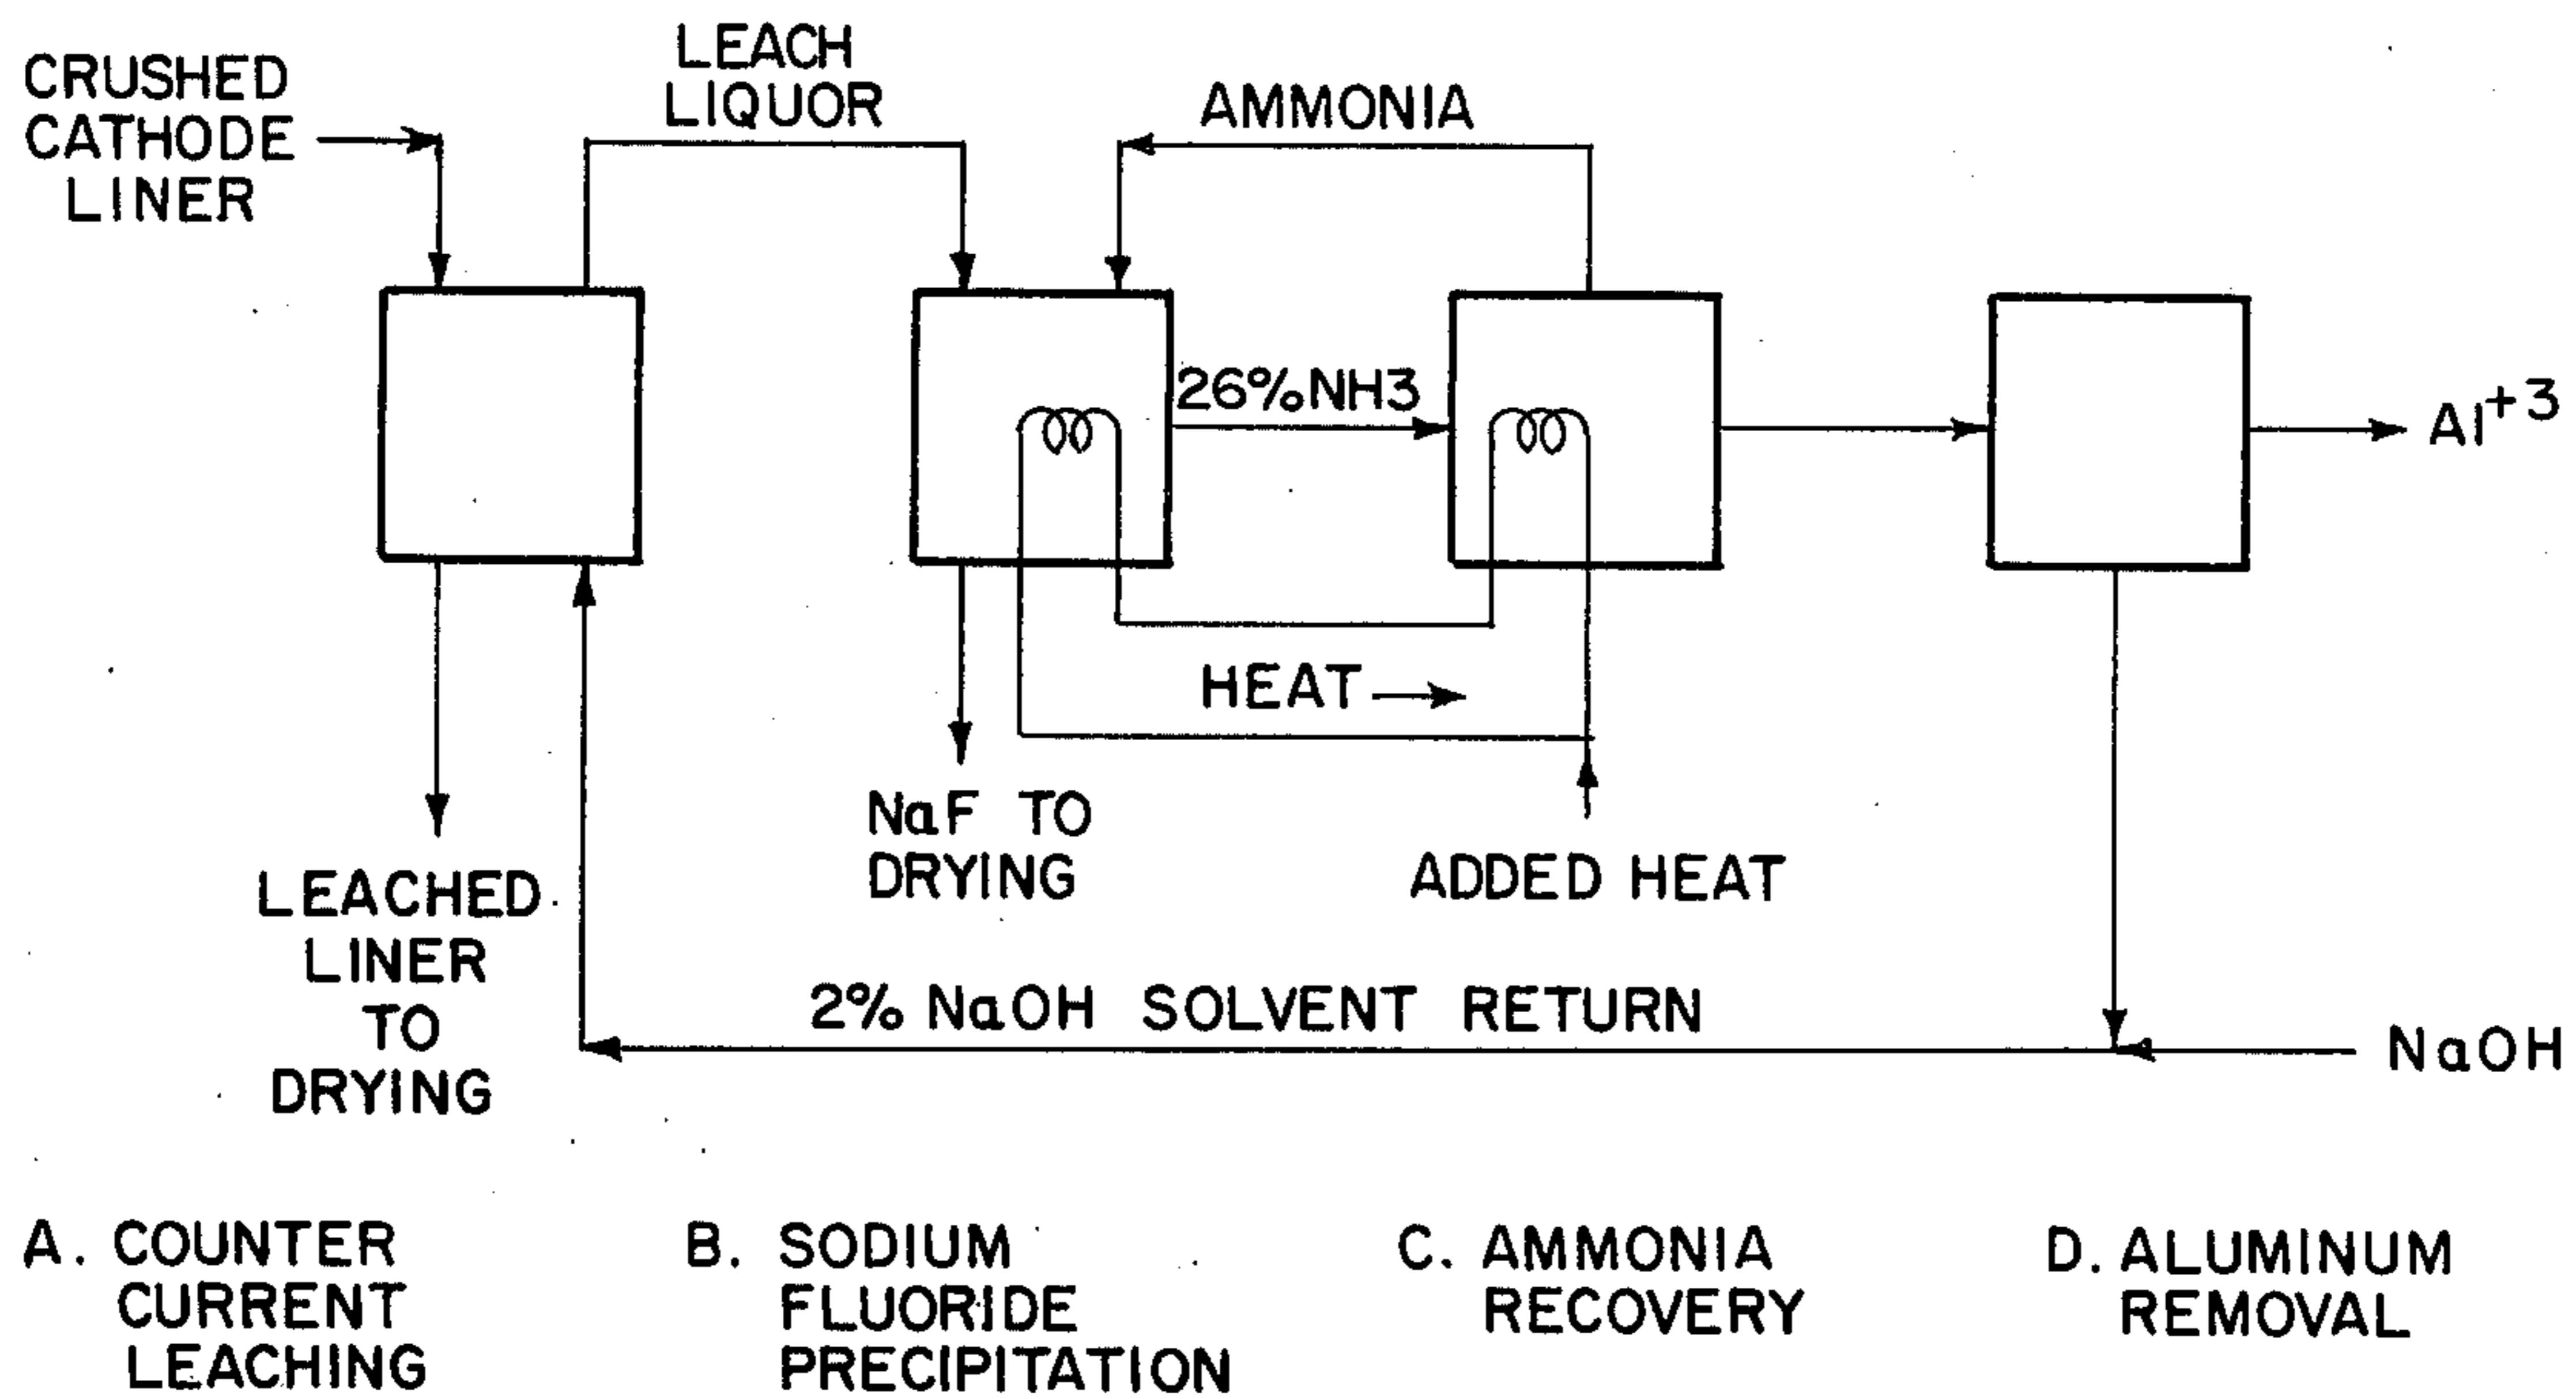 CRUSHED
CATHODE
LINER
LEACH
LIQUOR
AMMONIA
26%NH3
Al+3
HEAT
NaF TO
DRYING
ADDED HEAT
LEACHED
LINER
TO
DRYING
2% NaOH SOLVENT RETURN
NaOH
A. COUNTER
CURRENT
LEACHING
B. SODIUM
FLUORIDE
PRECIPITATION
C. AMMONIA
RECOVERY
D. ALUMINUM
REMOVAL